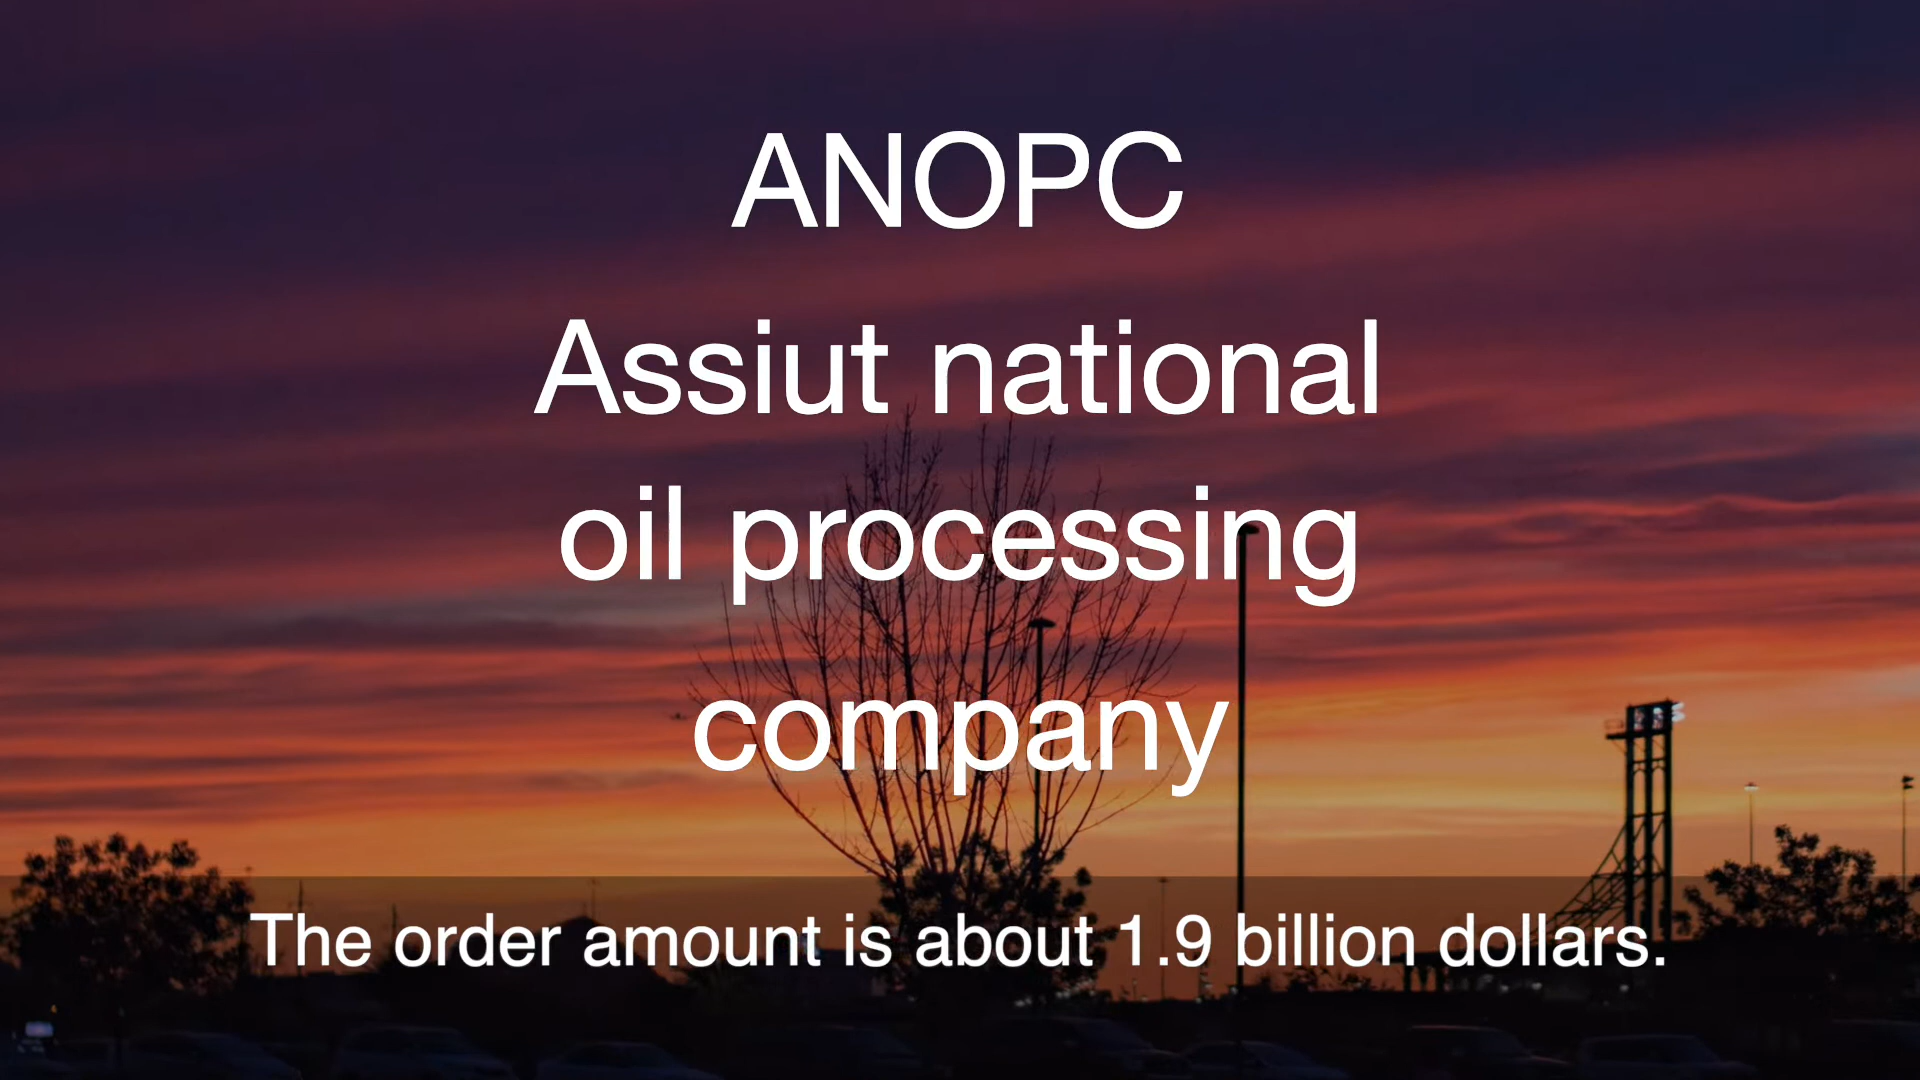 ANOPC
Assiut national
oil processing
company
The order amount is about 1.9 billion dollars.